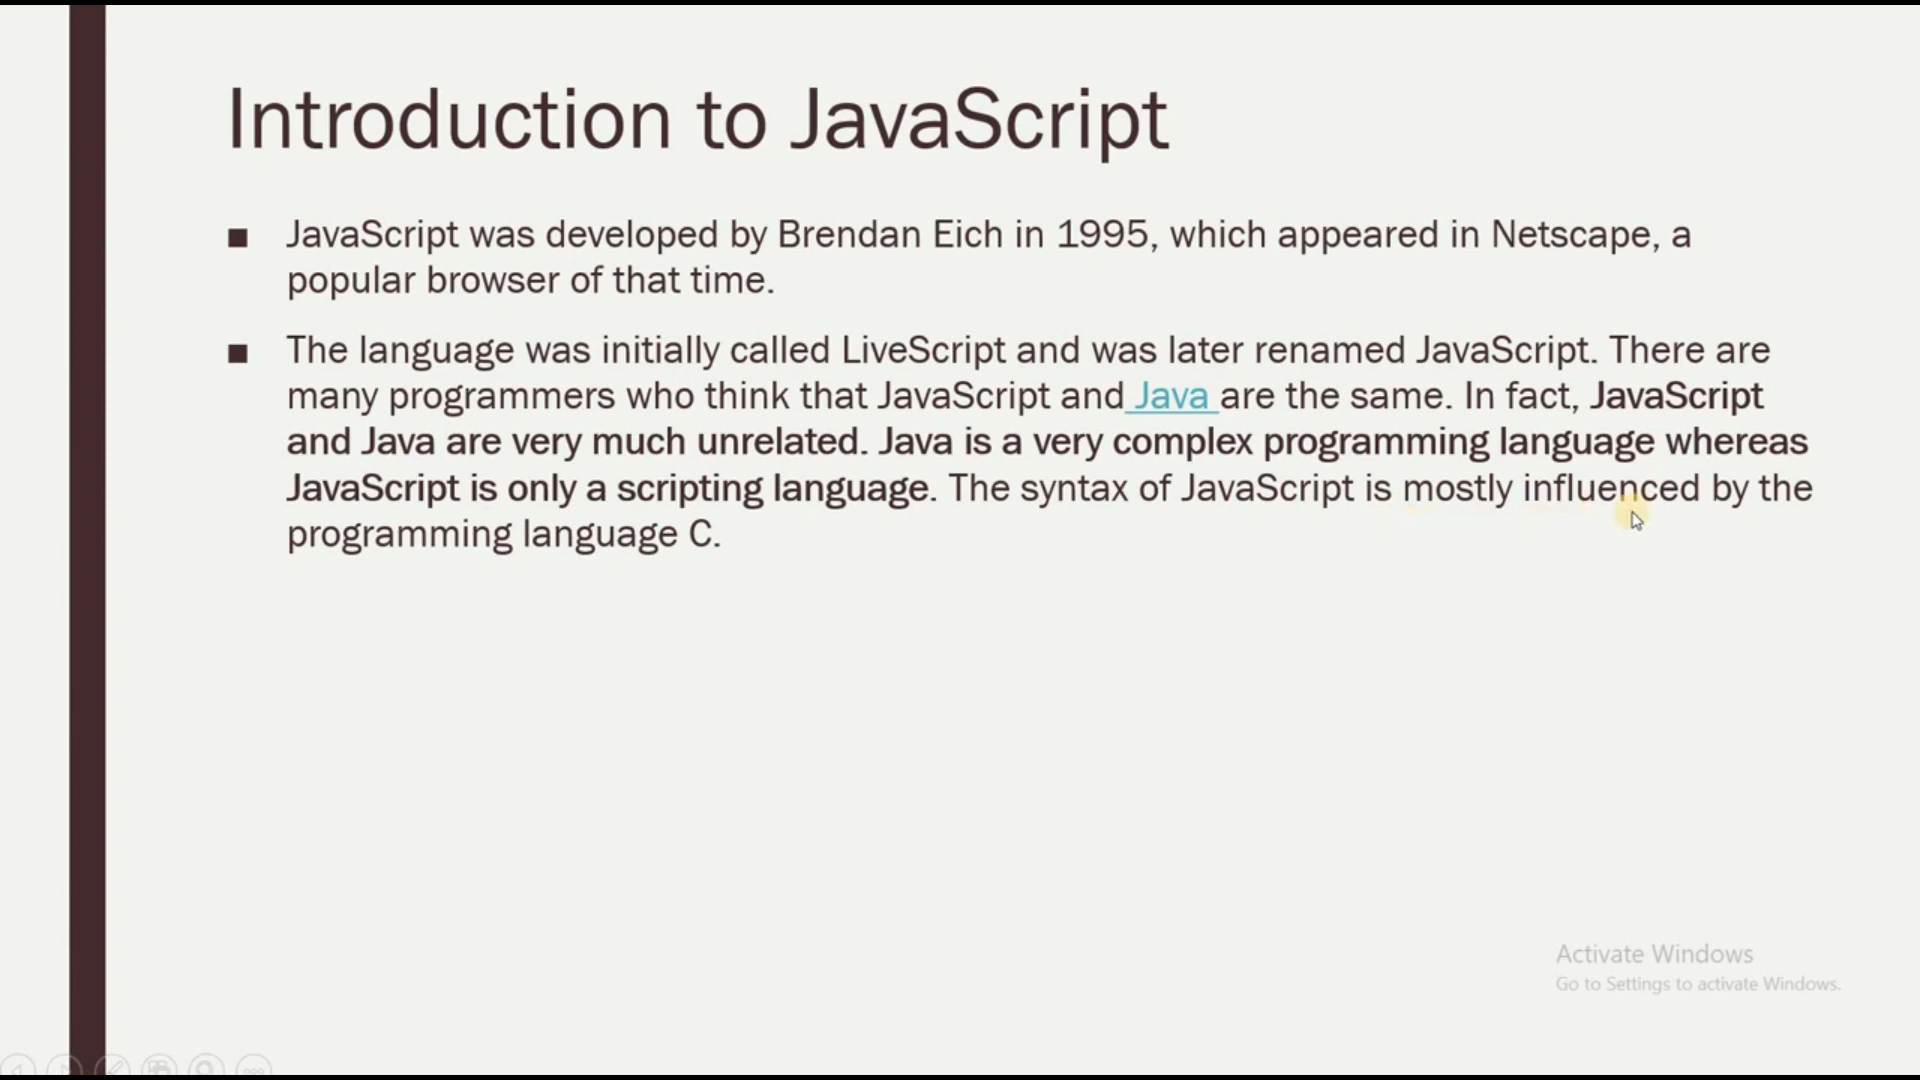 Introduction to JavaScript
■ JavaScript was developed by Brendan Eich in 1995, which appeared in Netscape, a
popular browser of that time.
■ The language was initially called LiveScript and was later renamed JavaScript. There are
many programmers who think that JavaScript and Java are the same. In fact, JavaScript
and Java are very much unrelated. Java is a very complex programming language whereas
JavaScript is only a scripting language. The syntax of JavaScript is mostly influenced by the
programming language C.
Activate Windows
Go to Settings to activate Windows.